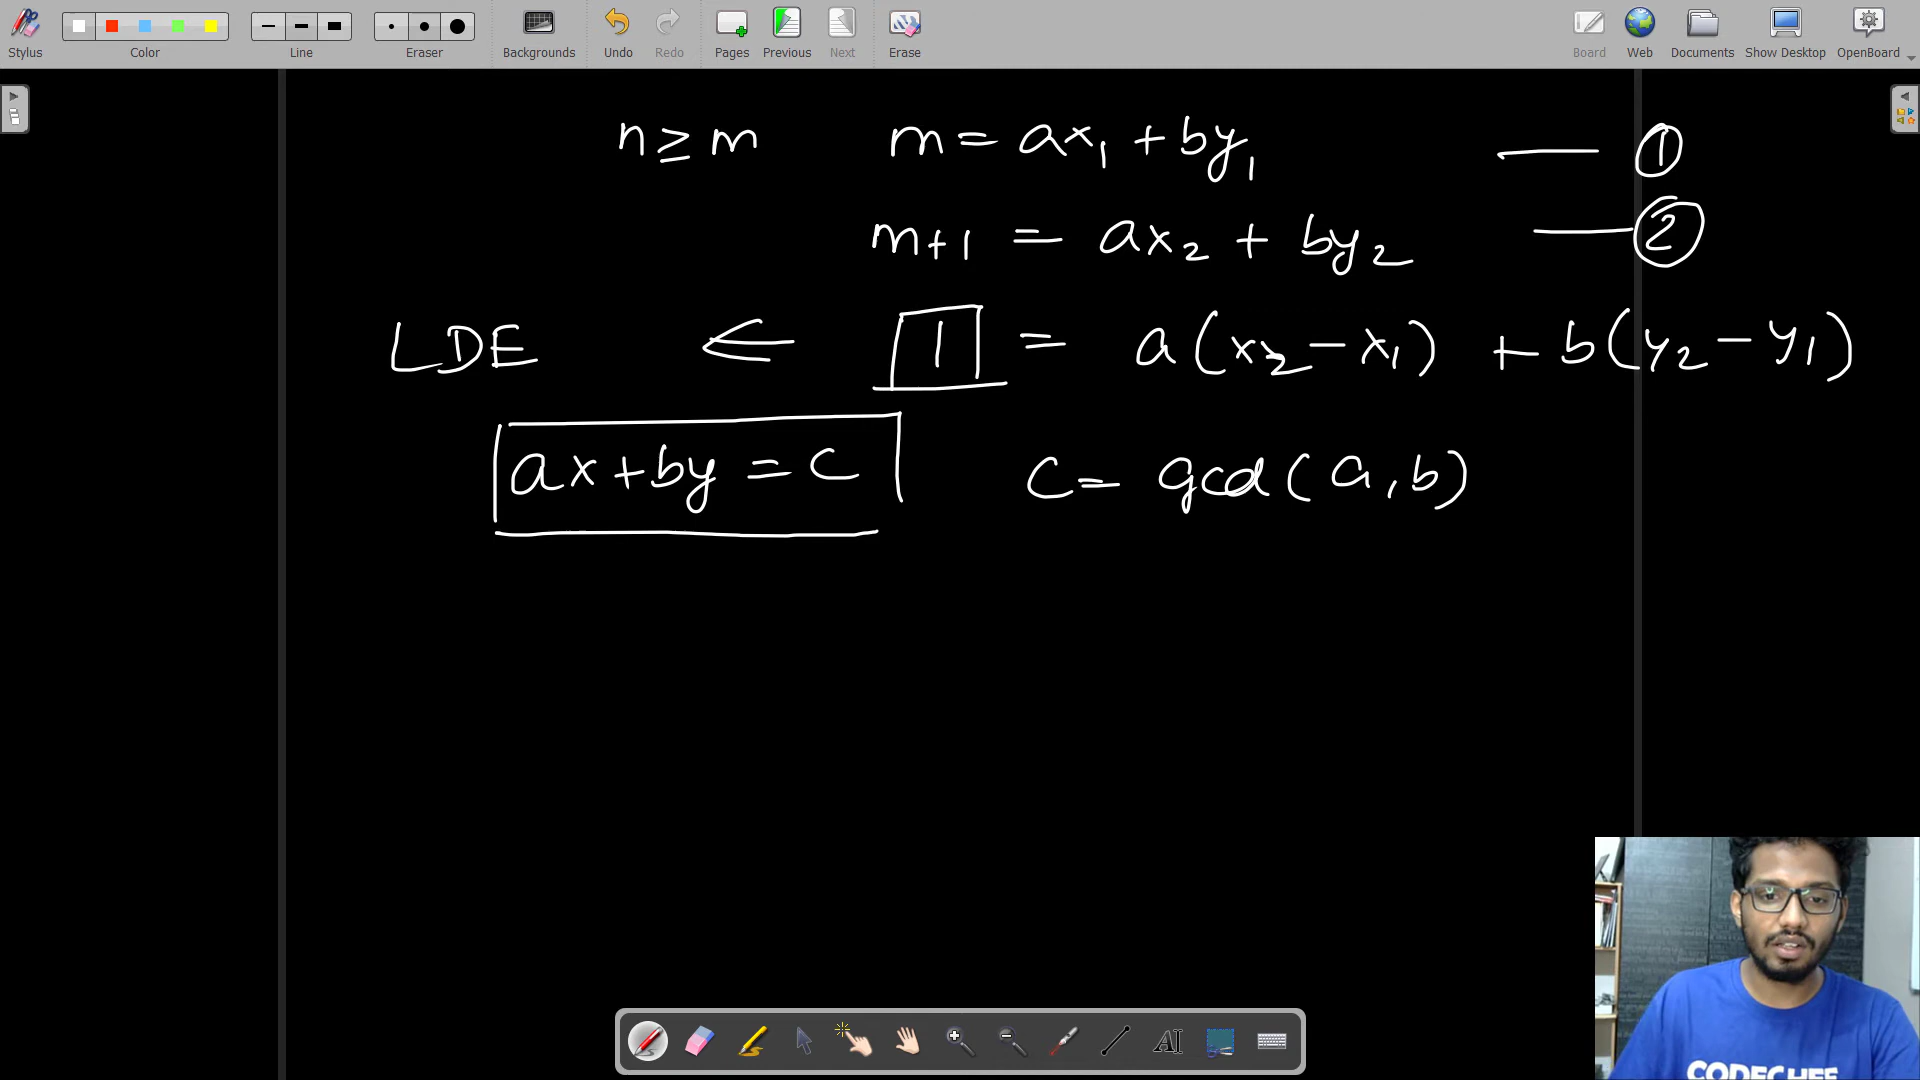 Stylus Color Line Eraser Backgrounds Undo Redo Pages Previous Next Erase Board Web Documents Show Desktop OpenBoard
n ≥ m m = ax₁ + by₁ —— ①
m+1 = ax₂ + by₂ —— ②
LDE ← 1 = a(x₂ - x₁) + b(y₂ - y₁)
ax + by = c c = gcd(a, b)
CODECHEF